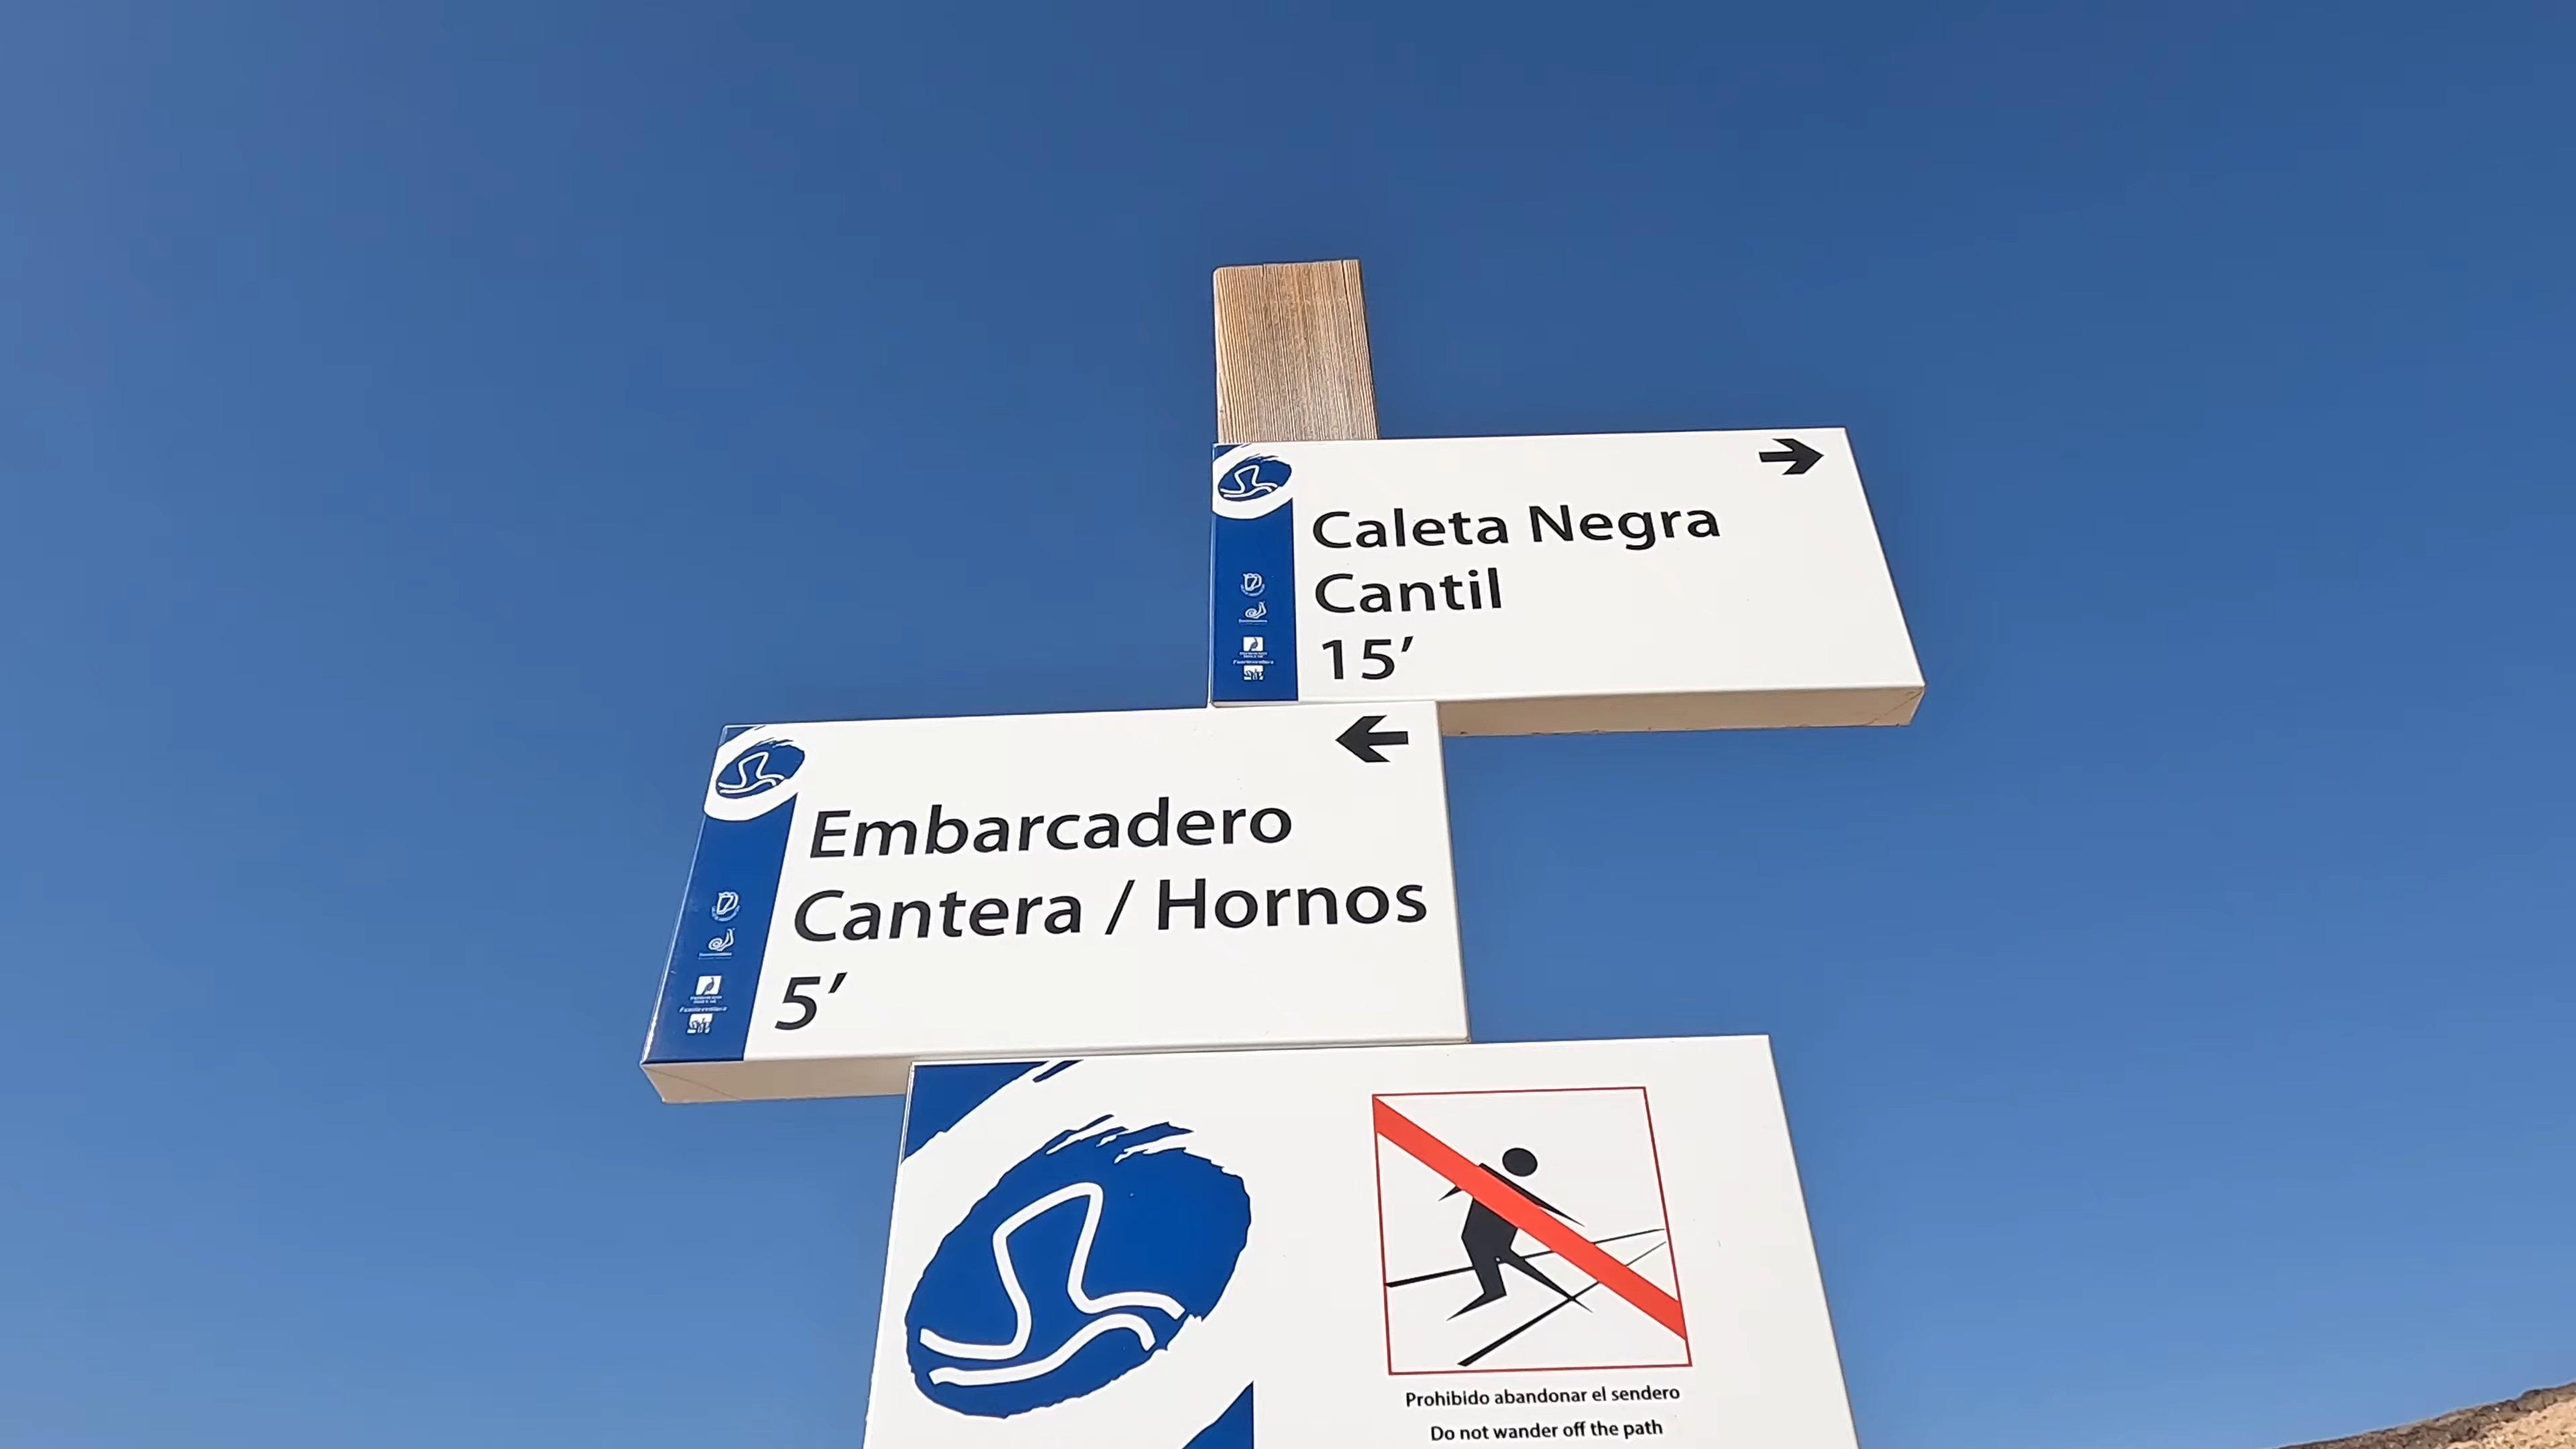 Caleta Negra
Cantil
15’
Embarcadero
Cantera / Hornos
5’
Prohibido abandonar el sendero
Do not wander off the path